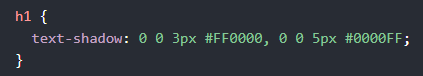 h1 {
  text-shadow: 0 0 3px #FF0000, 0 0 5px #0000FF;
}